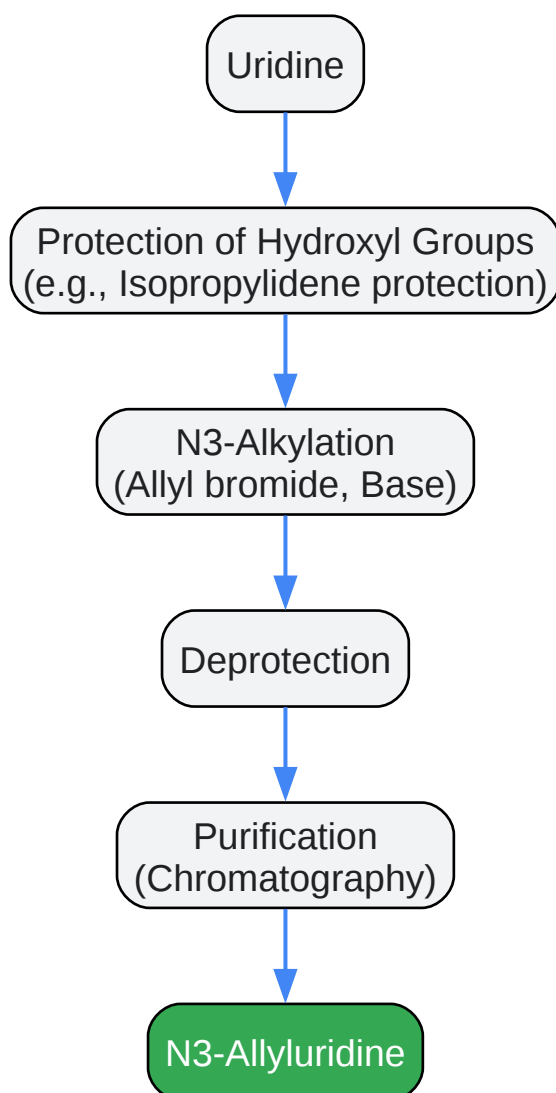 Uridine
Protection of Hydroxyl Groups
(e.g., Isopropylidene protection)
N3-Alkylation
(Allyl bromide, Base)
Deprotection
Purification
(Chromatography)
N3-Allyluridine